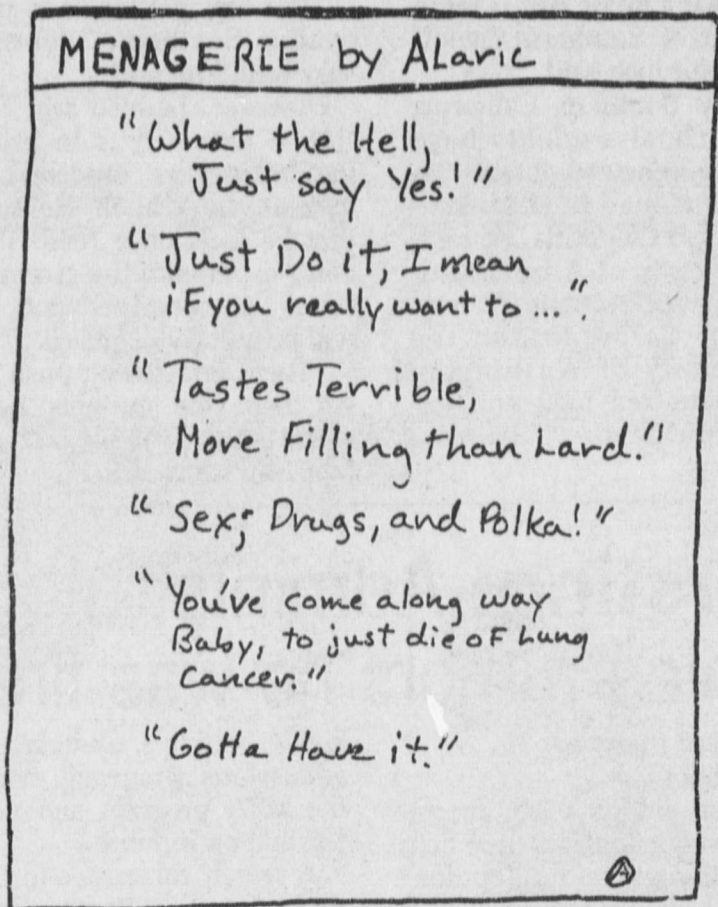 MENAGERIE by ALaric
"What the Hell,
Just say Yes!"
"Just Do it, I mean
if you really want to ...".
"Tastes Terrible,
More Filling than Lard."
"Sex; Drugs, and Polka!"
"You've come along way
Baby, to just die of Lung
cancer."
"Gotta Have it."
A